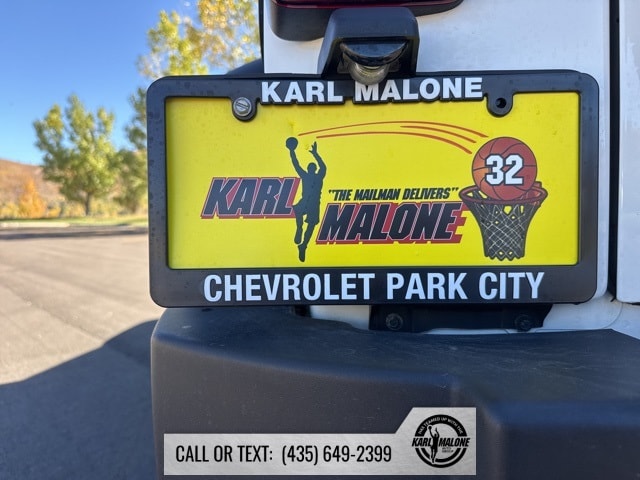 KARL MALONE
32
"THE MAILMAN DELIVERS"
KARL MALONE
CHEVROLET PARK CITY
CALL OR TEXT: (435) 649-2399
KARL MALONE